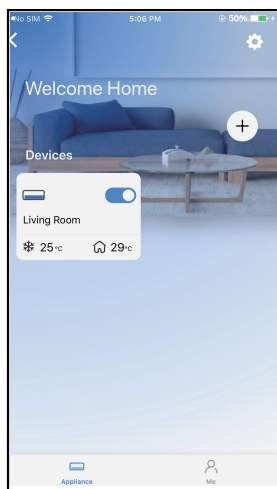 No SIM 5:06 PM 50%
Welcome Home
+
Devices
Living Room
25°C 29°C
Appliance Me